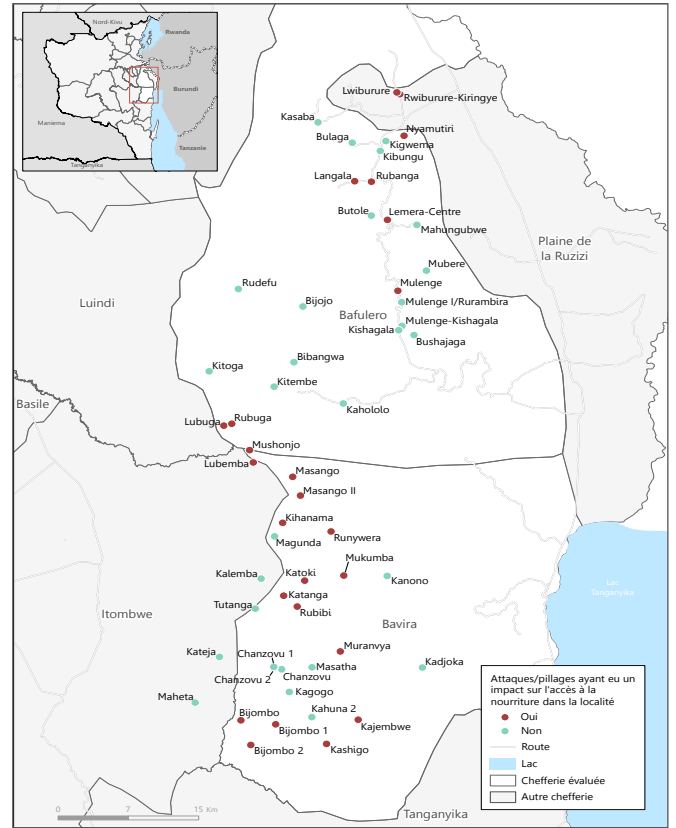 Nord-Kivu
Rwanda
Burundi
Maniema
Tanzanie
Tanganyika
Lwiburure
Rwiburure-Kiringye
Kasaba
Nyamutiri
Bulaga
Kigwema
Kibungu
Langala
Rubanga
Butole
Lemera-Centre
Mahungubwe
Plaine de
la Ruzizi
Mubere
Rudefu
Mulenge
Luindi
Bijojo
Mulenge I/Rurambira
Bafulero
Mulenge-Kishagala
Kishagala
Bushajaga
Bibangwa
Kitoga
Kitembe
Basile
Kahololo
Lubuga
Rubuga
Mushonjo
Lubemba
Masango
Masango II
Kihanama
Runywera
Magunda
Mukumba
Kalemba
Katoki
Kanono
Lac
Tanganyika
Katanga
Tutanga
Rubibi
Itombwe
Bavira
Muranvya
Kateja
Chanzovu 1
Masatha
Kadjoka
Chanzovu 2
Chanzovu
Kagogo
Maheta
Bijombo
Kahuna 2
Bijombo 1
Kajembwe
Bijombo 2
Kashigo
Attaques/pillages ayant eu un
impact sur l'accès à la
nourriture dans la localité
Oui
Non
Route
Lac
Chefferie évaluée
Autre chefferie
0 7 15 Km
Tanganyika